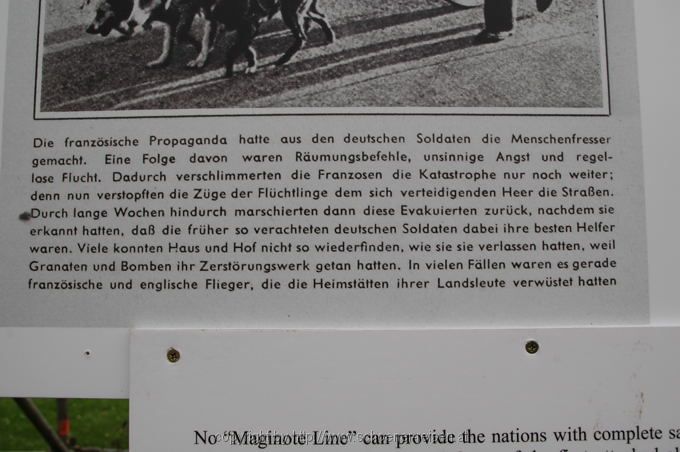 Die französische Propaganda hatte aus den deutschen Soldaten die Menschenfresser
gemacht. Eine Folge davon waren Räumungsbefehle, unsinnige Angst und regel-
lose Flucht. Dadurch verschlimmerten die Franzosen die Katastrophe nur noch weiter;
denn nun verstopften die Züge der Flüchtlinge dem sich verteidigenden Heer die Straßen.
Durch lange Wochen hindurch marschierten dann diese Evakuierten zurück, nachdem sie
erkannt hatten, daß die früher so verachteten deutschen Soldaten dabei ihre besten Helfer
waren. Viele konnten Haus und Hof nicht so wiederfinden, wie sie sie verlassen hatten, weil
Granaten und Bomben ihr Zerstörungswerk getan hatten. In vielen Fällen waren es gerade
französische und englische Flieger, die die Heimstätten ihrer Landsleute verwüstet hatten
No "Maginote Line" can provide the nations with complete sa